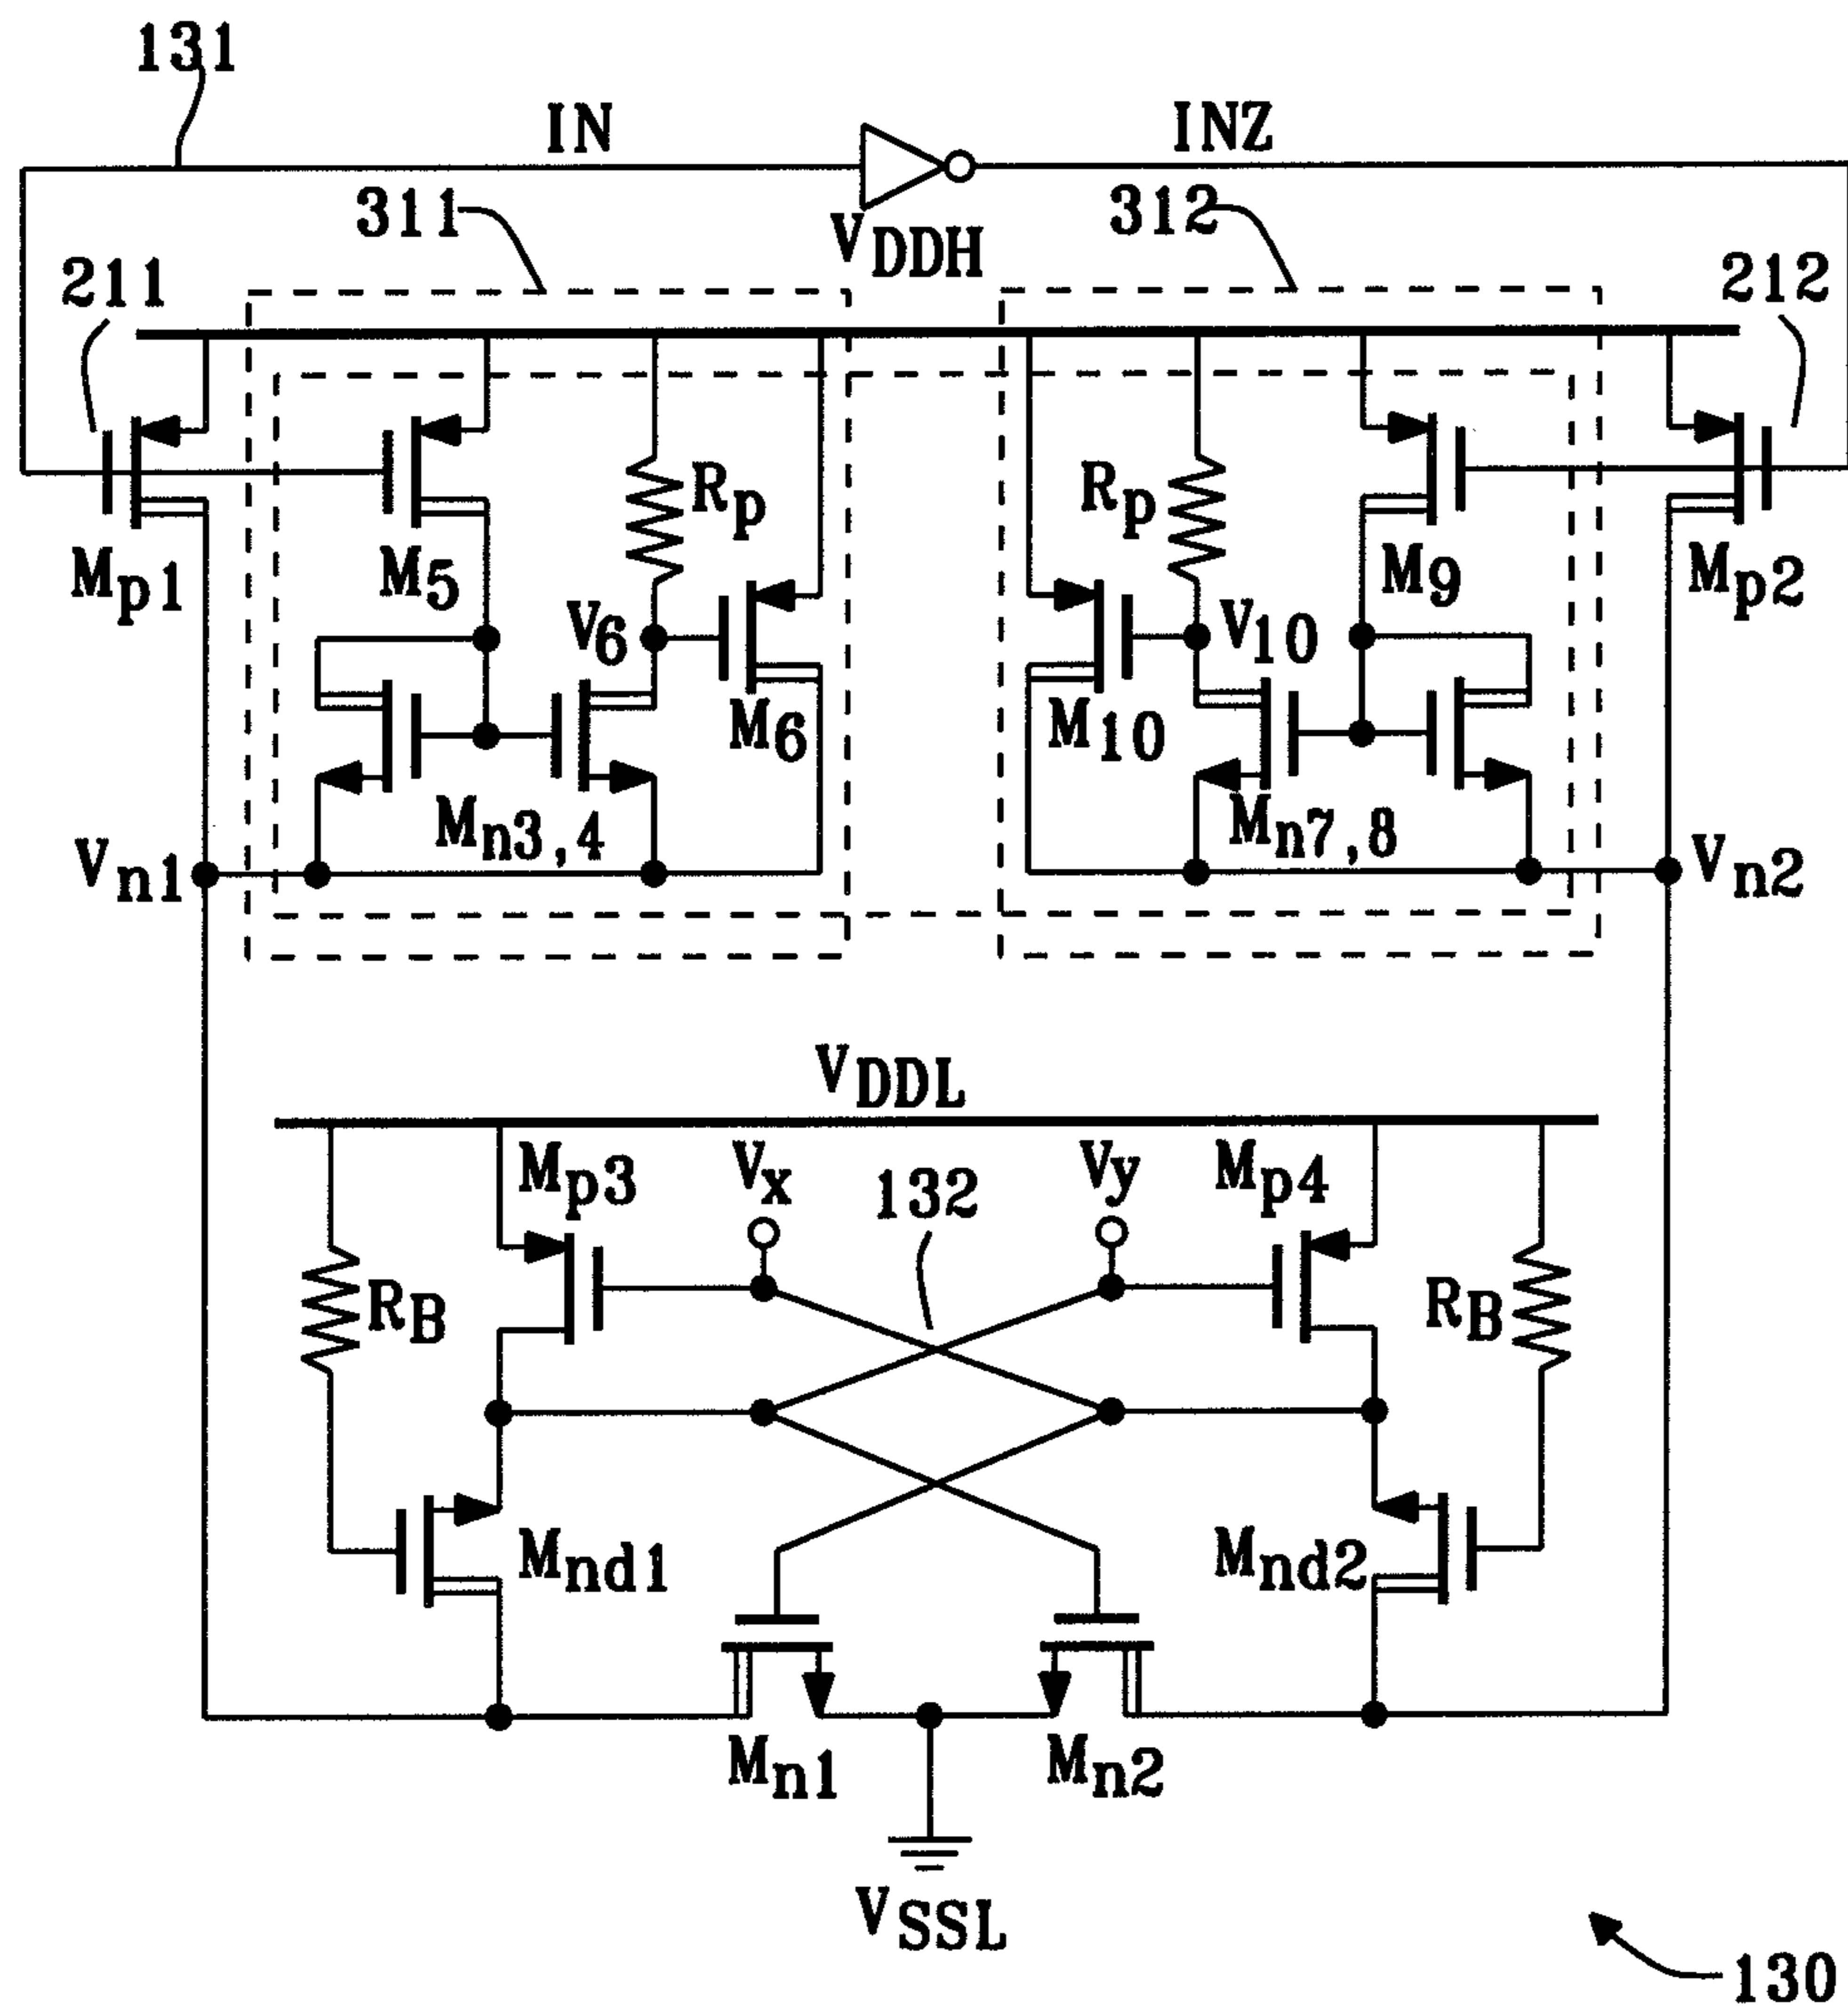 131
IN
INZ
311
312
VDDH
211
212
Rp
Rp
Mp1
M5
M9
Mp2
V6
V10
M6
M10
Mn3,4
Mn7,8
Vn1
Vn2
VDDL
Mp3
Vx
132
Vy
Mp4
RB
RB
Mnd1
Mnd2
Mn1
Mn2
VSSL
130